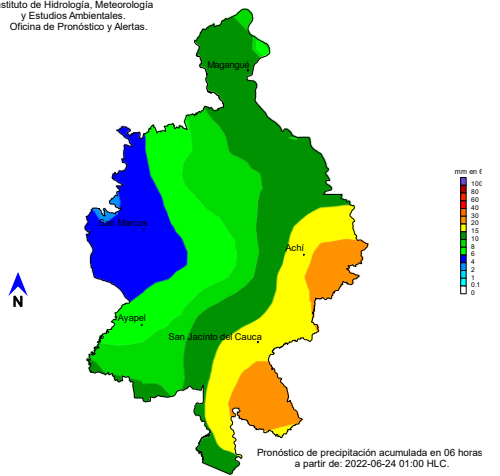 nstituto de Hidrología, Meteorología
y Estudios Ambientales.
Oficina de Pronóstico y Alertas.
Magangué
mm en 6
100
80
60
40
30
20
15
10
8
6
4
2
1
0.1
0
San Marcos
Achí
N
Ayapel
San Jacinto del Cauca
Pronóstico de precipitación acumulada en 06 horas
a partir de: 2022-06-24 01:00 HLC.